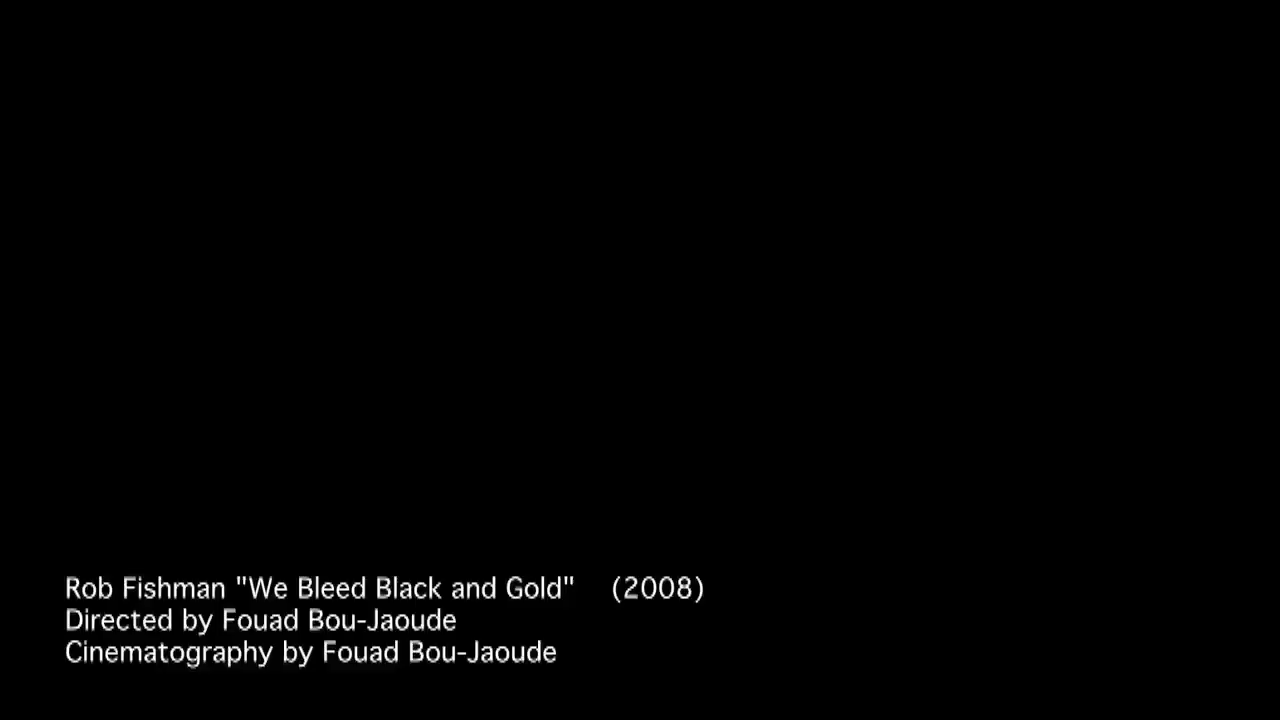 Rob Fishman "We Bleed Black and Gold" (2008)
Directed by Fouad Bou-Jaoude
Cinematography by Fouad Bou-Jaoude